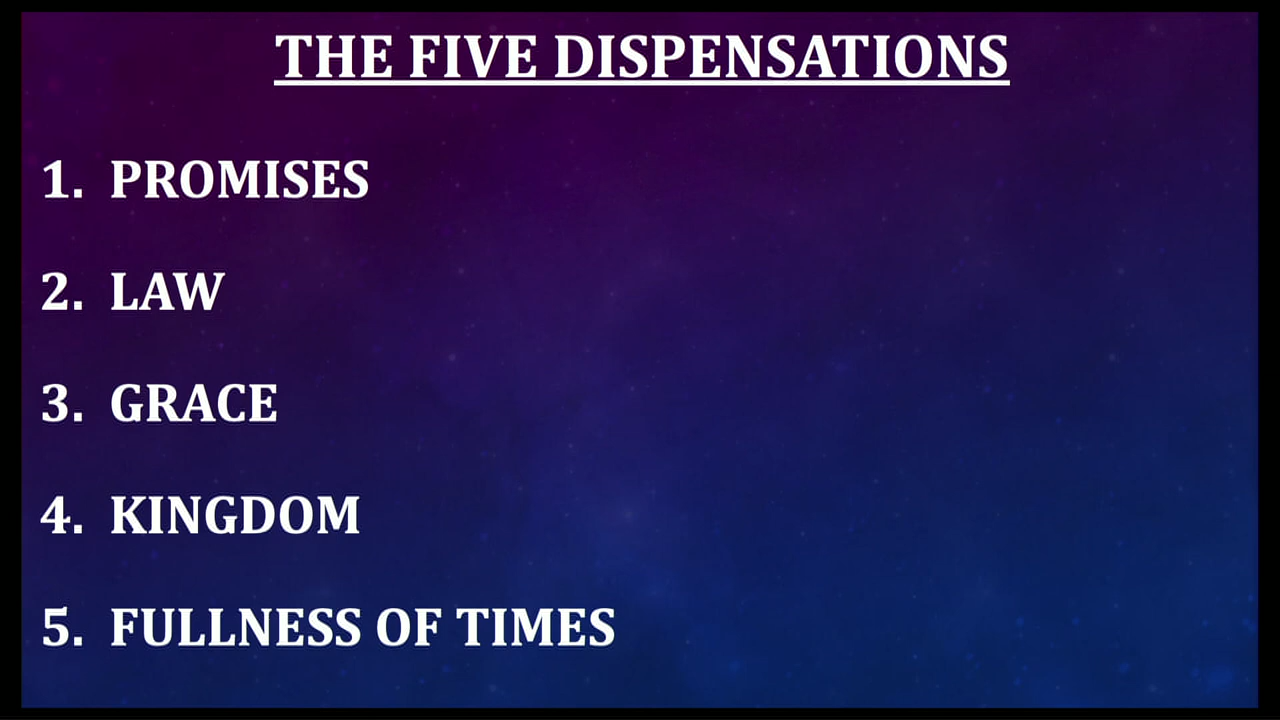 THE FIVE DISPENSATIONS
1. PROMISES
2. LAW
3. GRACE
4. KINGDOM
5. FULLNESS OF TIMES